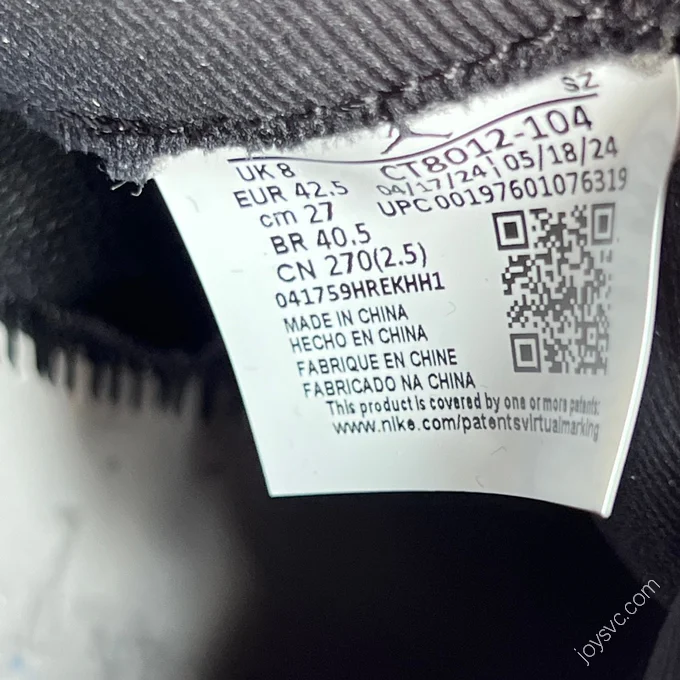 SZ
UK 8
EUR 42.5
cm 27
BR 40.5
CN 270(2.5)
041759HREKHH1
CT8012-104
04/17/24 | 05/18/24
UPC 00197601076319
MADE IN CHINA
HECHO EN CHINA
FABRIQUE EN CHINE
FABRICADO NA CHINA
This product is covered by one or more patents:
www.nike.com/patentsvirtualmarking
joysvc.com